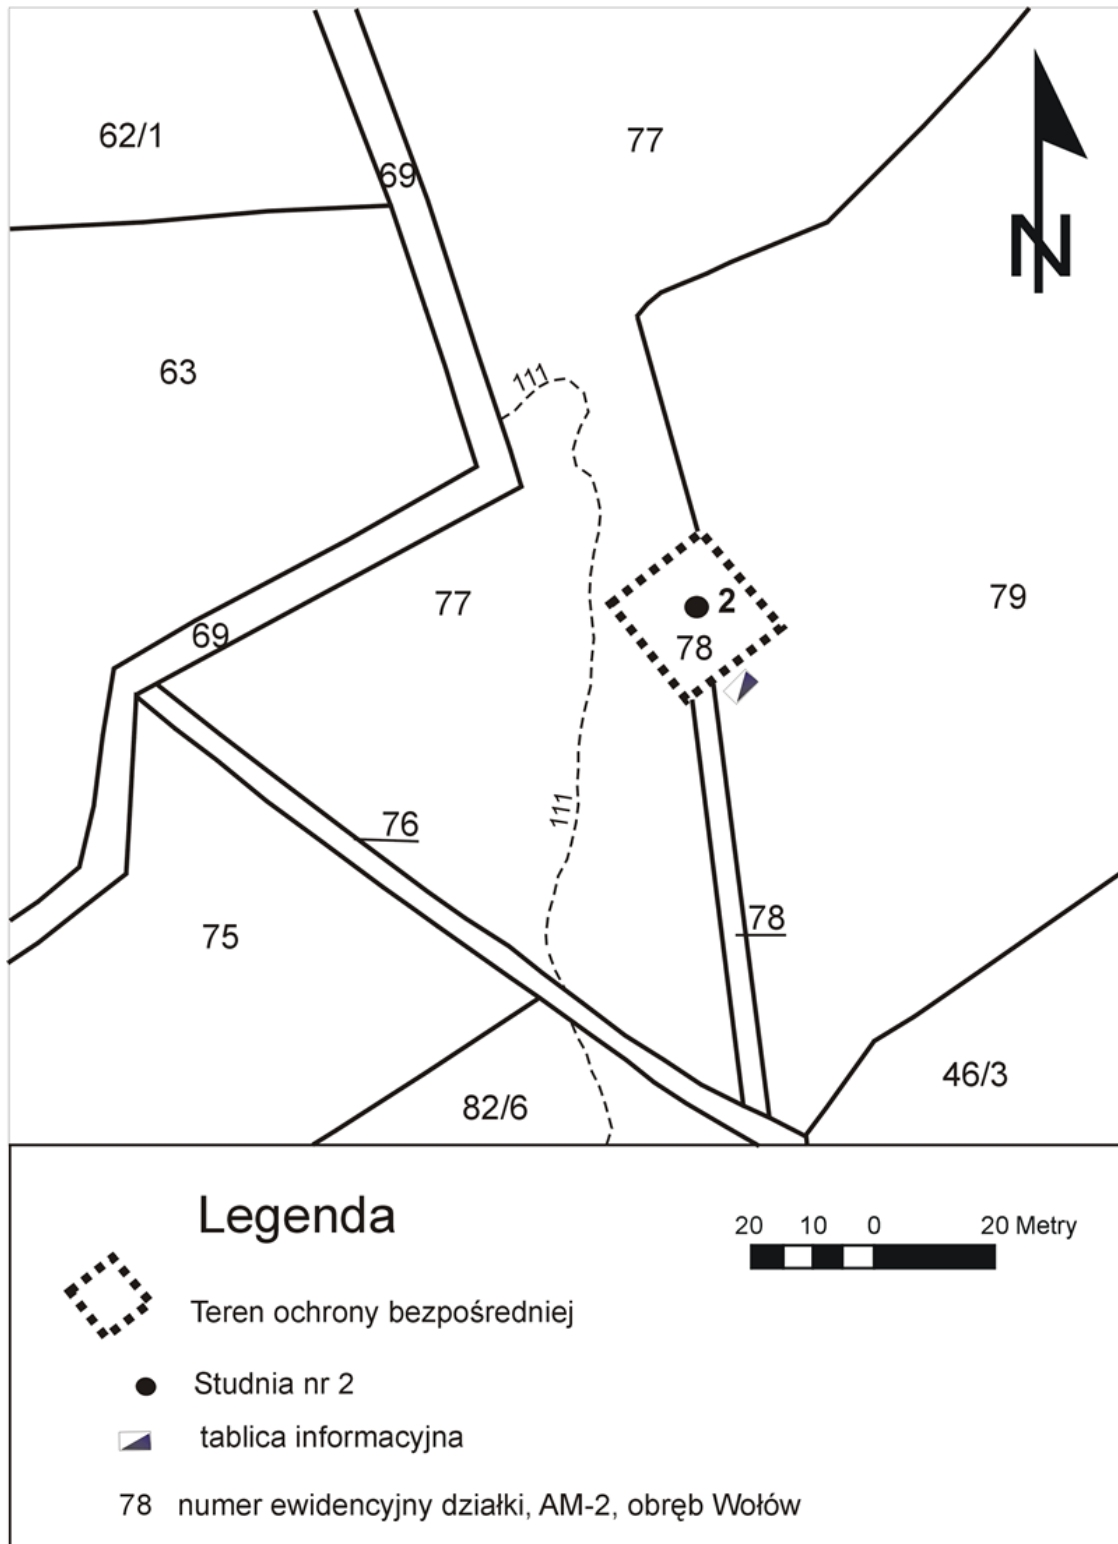 62/1
69
77
N
63
111
77
2
78
79
69
76
111
75
78
82/6
46/3
Legenda
20 10 0 20 Metry
Teren ochrony bezpośredniej
Studnia nr 2
tablica informacyjna
78 numer ewidencyjny działki, AM-2, obręb Wołów